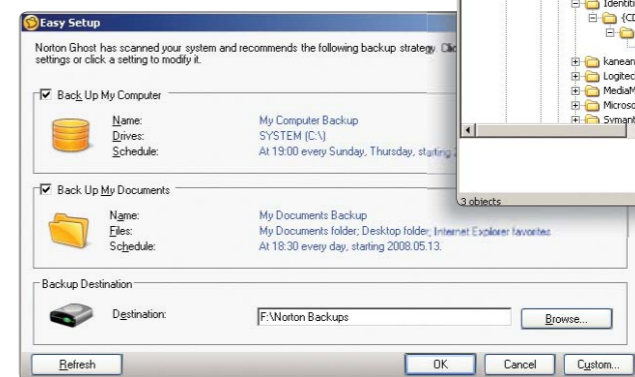 Easy Setup
Norton Ghost has scanned your system and recommends the following backup strategy.
settings or click a setting to modify it.
Back Up My Computer
Name: My Computer Backup
Drives: SYSTEM (C:\)
Schedule: At 19:00 every Sunday, Thursday, starting
Back Up My Documents
Name: My Documents Backup
Files: My Documents folder; Desktop folder; Internet Explorer favorites
Schedule: At 18:30 every day, starting 2008.05.13.
Backup Destination
Destination: F:\Norton Backups Browse...
Refresh OK Cancel Custom...
Identiti
{CD
kanean
Logitec
MediaM
Microso
Symant
3 objects